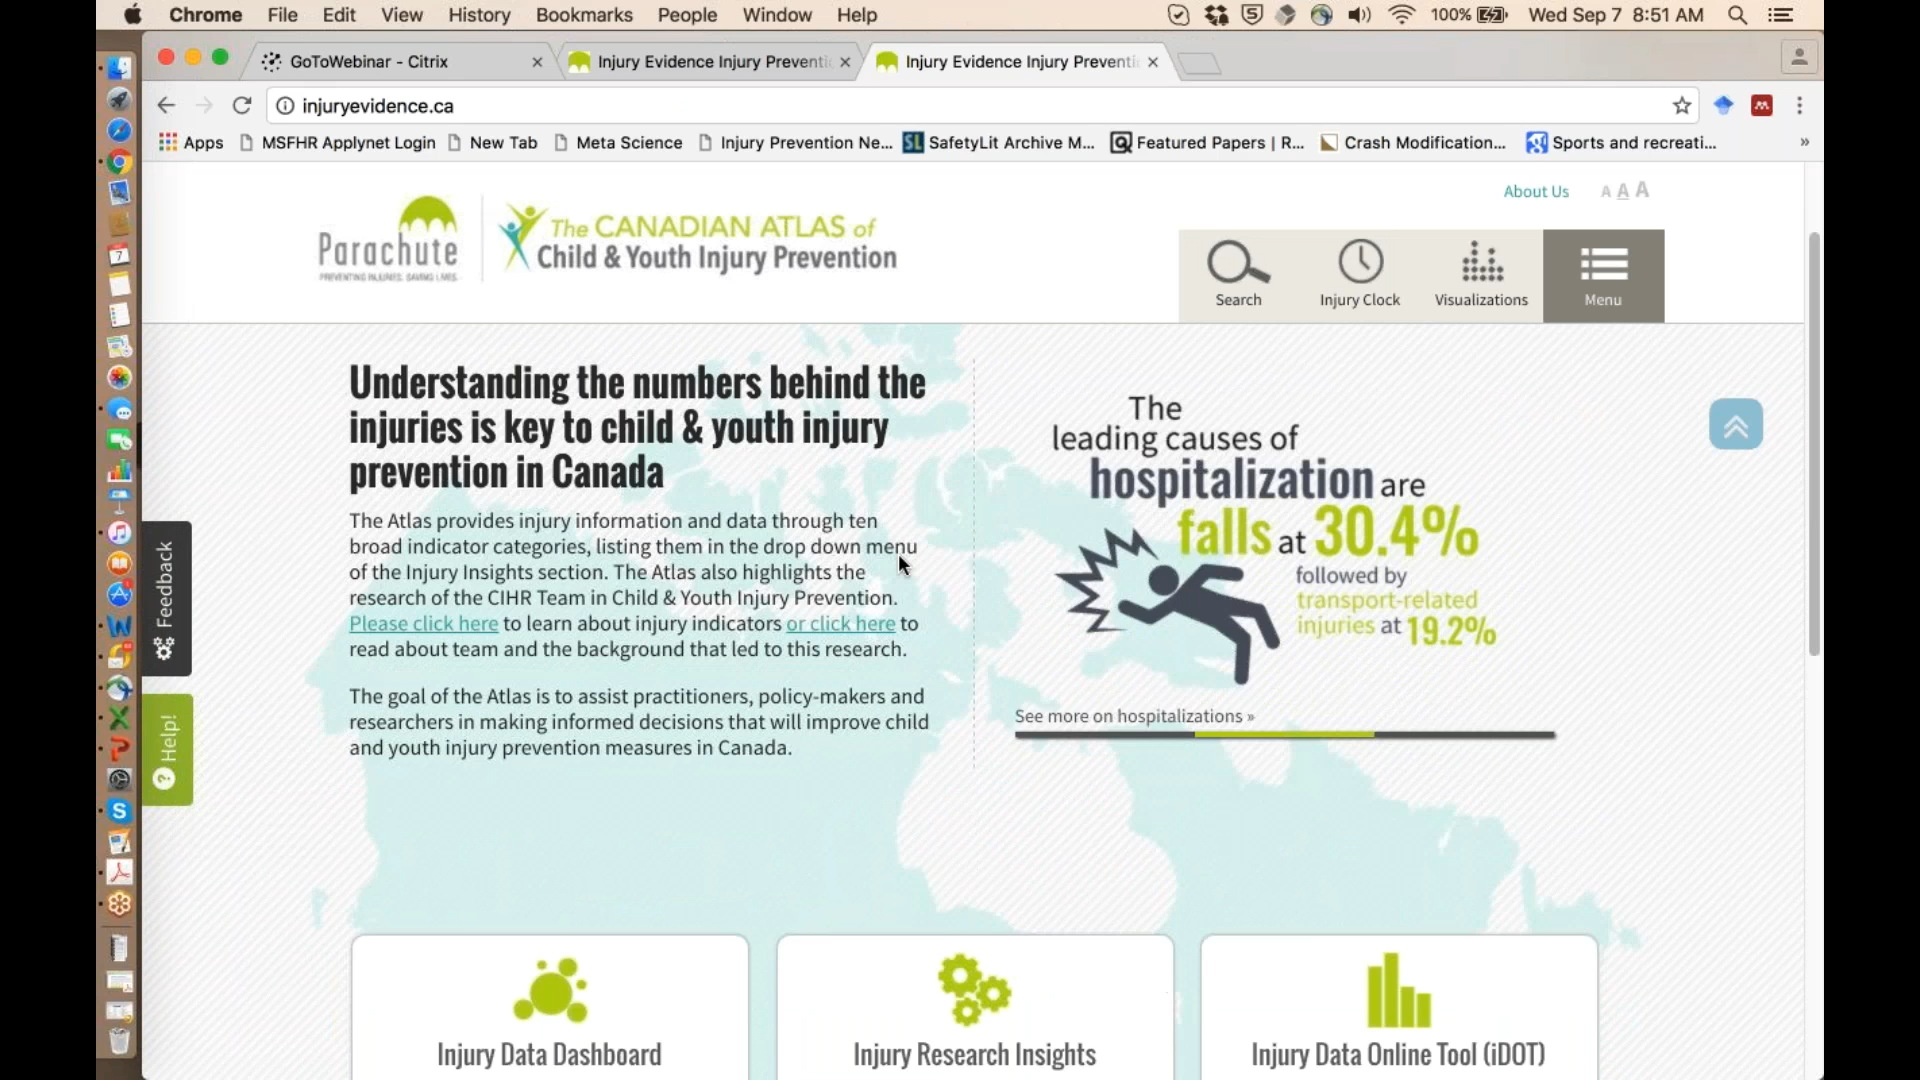 Chrome File Edit View History Bookmarks People Window Help 100% Wed Sep 7 8:51 AM
GoToWebinar - Citrix
Injury Evidence Injury Preventi
Injury Evidence Injury Preventi
injuryevidence.ca
Apps MSFHR Applynet Login New Tab Meta Science Injury Prevention Ne... SafetyLit Archive M... Featured Papers | R... Crash Modification... Sports and recreati... »
About Us A A A
Parachute
PREVENTING INJURIES. SAVING LIVES.
The CANADIAN ATLAS of
Child & Youth Injury Prevention
Search Injury Clock Visualizations Menu
Understanding the numbers behind the
injuries is key to child & youth injury
prevention in Canada
The Atlas provides injury information and data through ten
broad indicator categories, listing them in the drop down menu
of the Injury Insights section. The Atlas also highlights the
research of the CIHR Team in Child & Youth Injury Prevention.
Please click here to learn about injury indicators or click here to
read about team and the background that led to this research.
The goal of the Atlas is to assist practitioners, policy-makers and
researchers in making informed decisions that will improve child
and youth injury prevention measures in Canada.
The
leading causes of
hospitalization are
falls at 30.4%
followed by
transport-related
injuries at 19.2%
See more on hospitalizations »
Feedback
Help!
Injury Data Dashboard
Injury Research Insights
Injury Data Online Tool (iDOT)